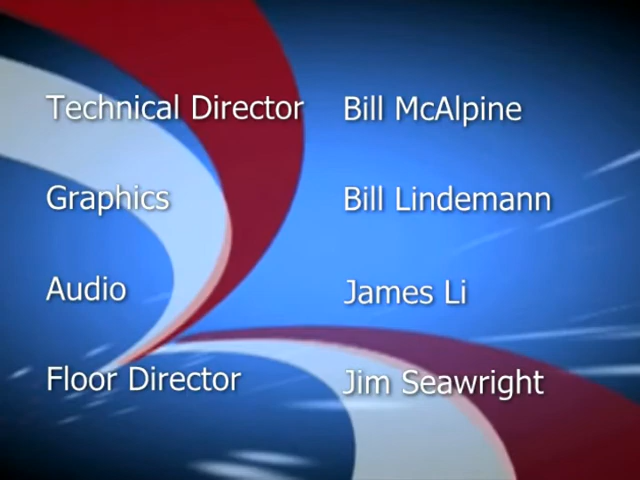 Technical Director Bill McAlpine
Graphics Bill Lindemann
Audio James Li
Floor Director Jim Seawright